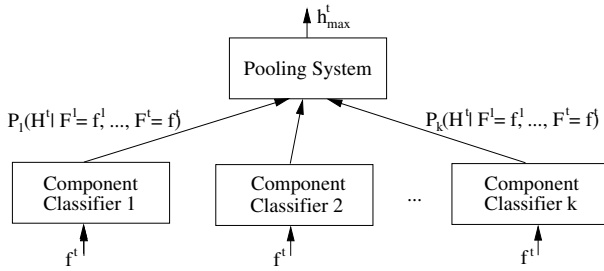 h^t_max
Pooling System
P_1(H^t | F^1 = f^1, ..., F^t = f^t)
P_k(H^t | F^1 = f^1, ..., F^t = f^t)
Component Classifier 1
Component Classifier 2
...
Component Classifier k
f^t
f^t
f^t